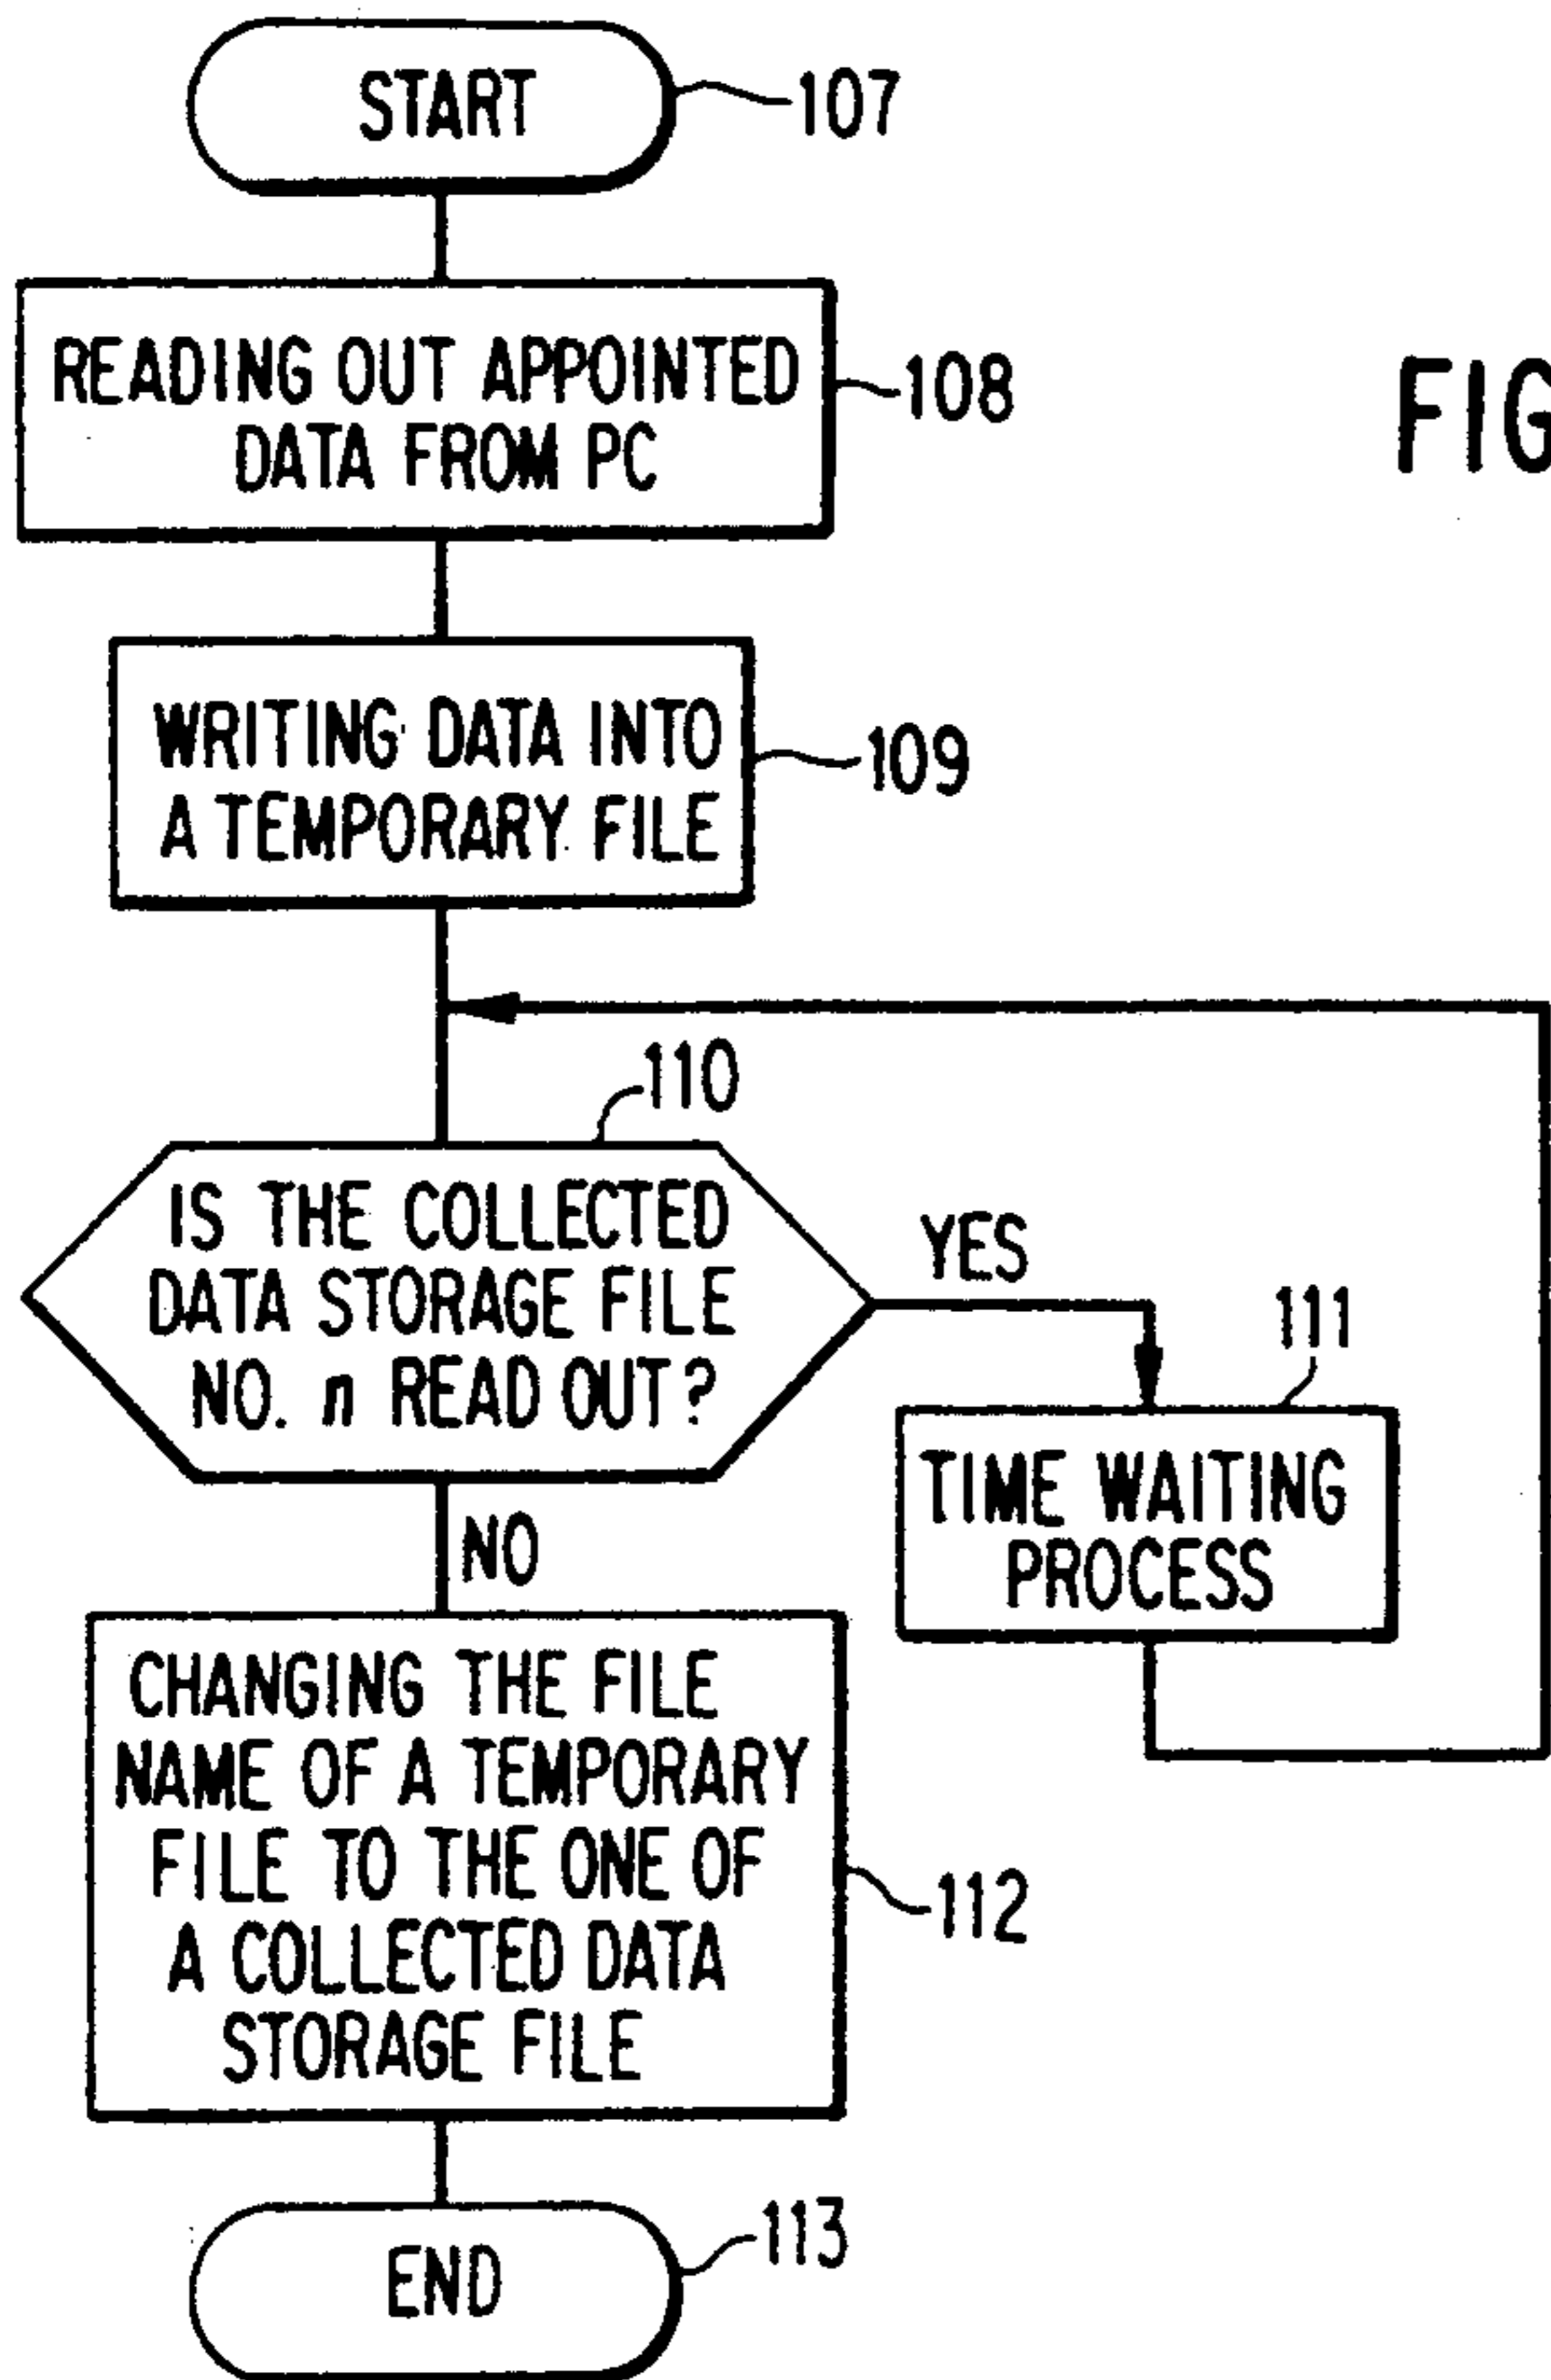 START
107
READING OUT APPOINTED
DATA FROM PC
108
FIG
WRITING DATA INTO
A TEMPORARY FILE
109
110
IS THE COLLECTED
DATA STORAGE FILE
NO. n READ OUT?
YES
111
TIME WAITING
PROCESS
NO
CHANGING THE FILE
NAME OF A TEMPORARY
FILE TO THE ONE OF
A COLLECTED DATA
STORAGE FILE
112
END
113